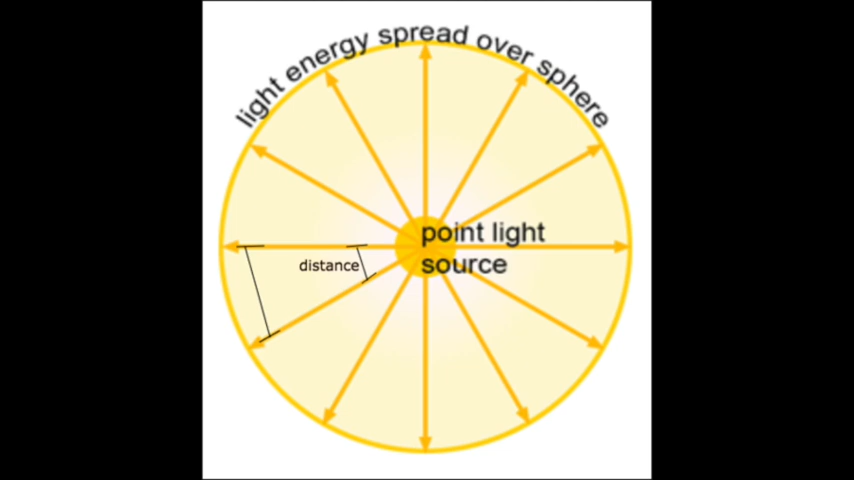 light energy spread over sphere
point light
source
distance